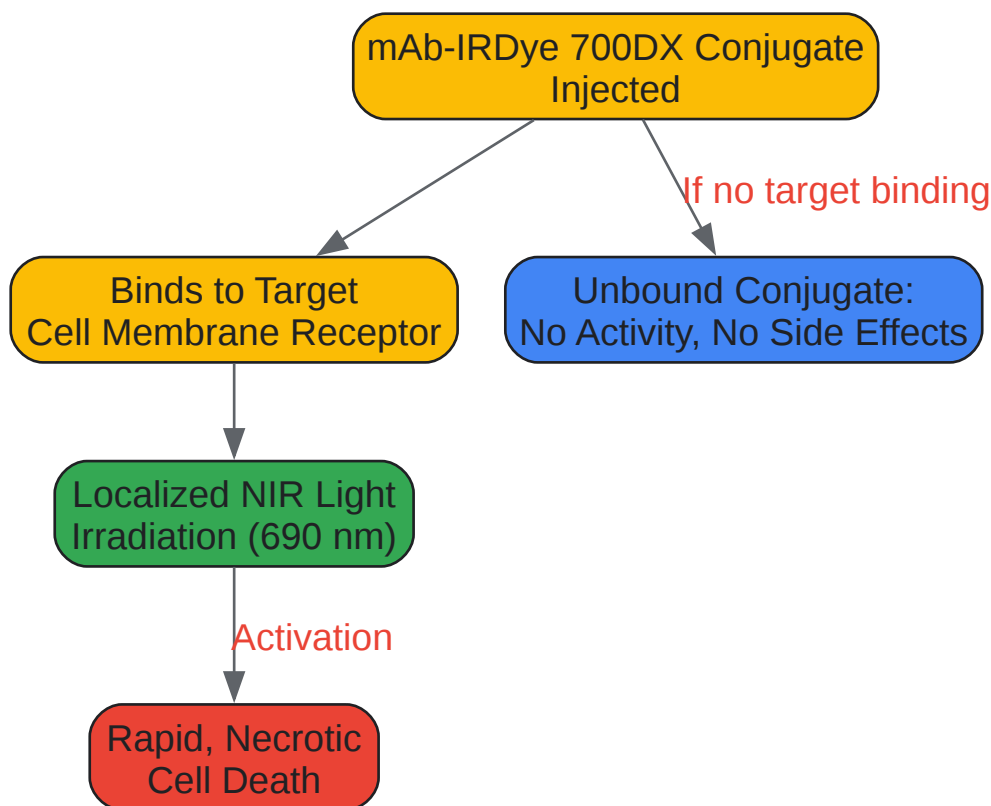 mAb-IRDye 700DX Conjugate
Injected
If no target binding
Binds to Target
Cell Membrane Receptor
Unbound Conjugate:
No Activity, No Side Effects
Localized NIR Light
Irradiation (690 nm)
Activation
Rapid, Necrotic
Cell Death